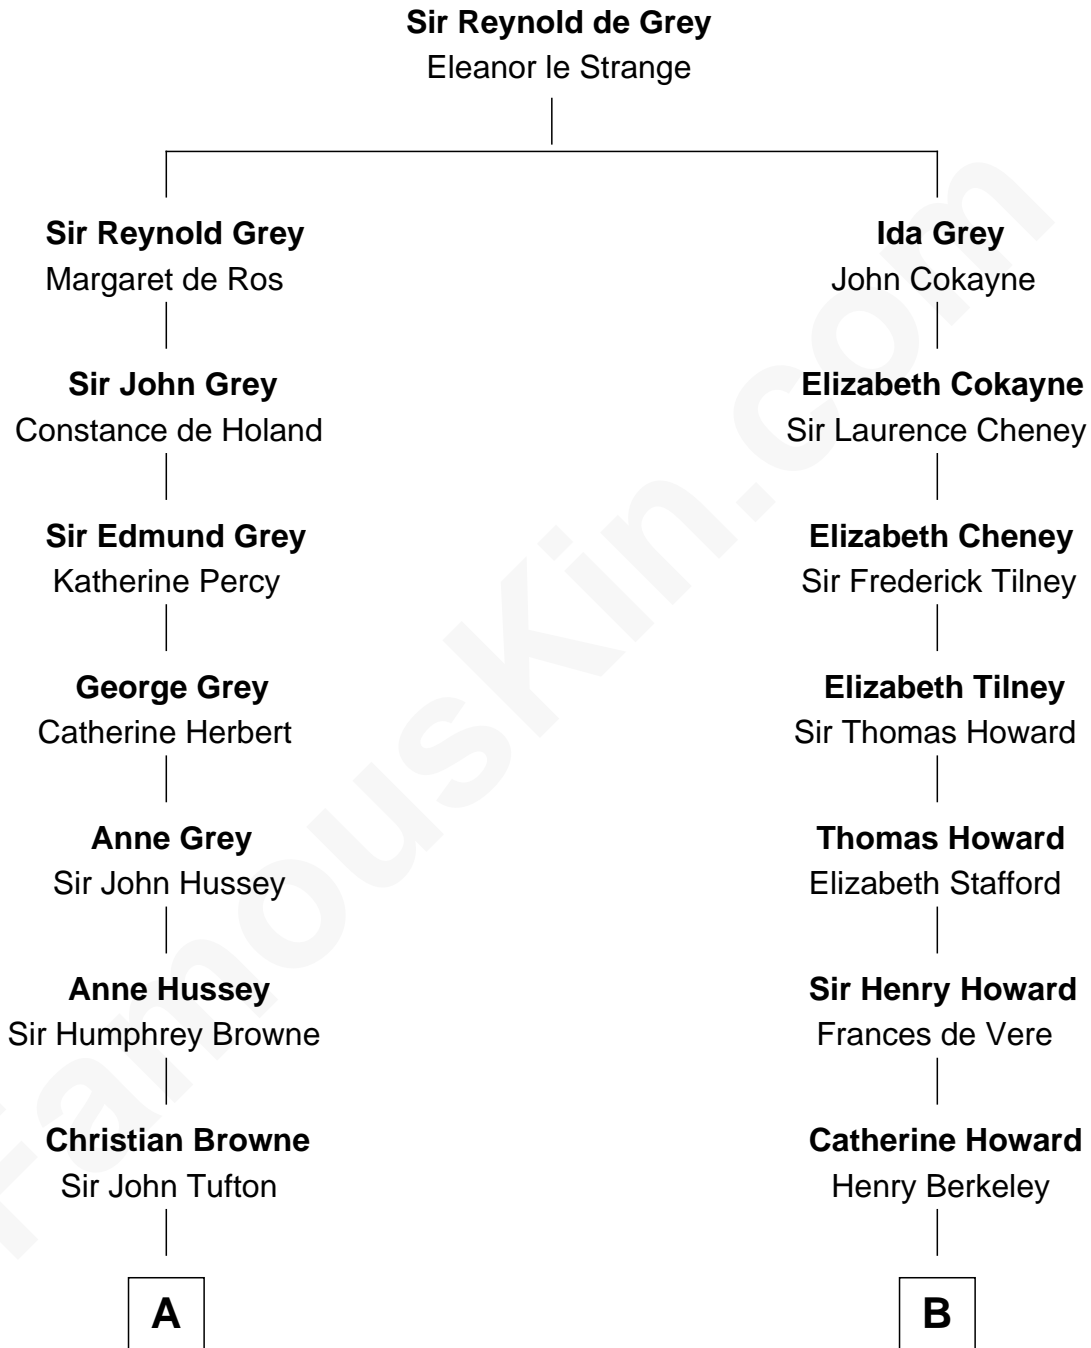 Sir Reynold de Grey
Eleanor le Strange
Sir Reynold Grey
Margaret de Ros
Ida Grey
John Cokayne
Sir John Grey
Constance de Holand
Elizabeth Cokayne
Sir Laurence Cheney
Sir Edmund Grey
Katherine Percy
Elizabeth Cheney
Sir Frederick Tilney
George Grey
Catherine Herbert
Elizabeth Tilney
Sir Thomas Howard
Anne Grey
Sir John Hussey
Thomas Howard
Elizabeth Stafford
Anne Hussey
Sir Humphrey Browne
Sir Henry Howard
Frances de Vere
Christian Browne
Sir John Tufton
Catherine Howard
Henry Berkeley
A
B
FamousKin.com